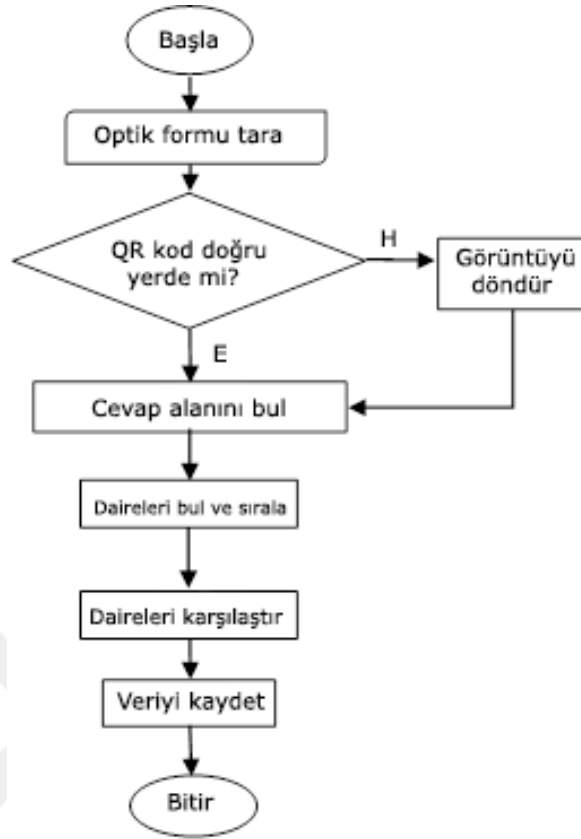 Başla
Optik formu tara
QR kod doğru
yerde mi?
H
Görüntüyü
döndür
E
Cevap alanını bul
Daireleri bul ve sırala
Daireleri karşılaştır
Veriyi kaydet
Bitir